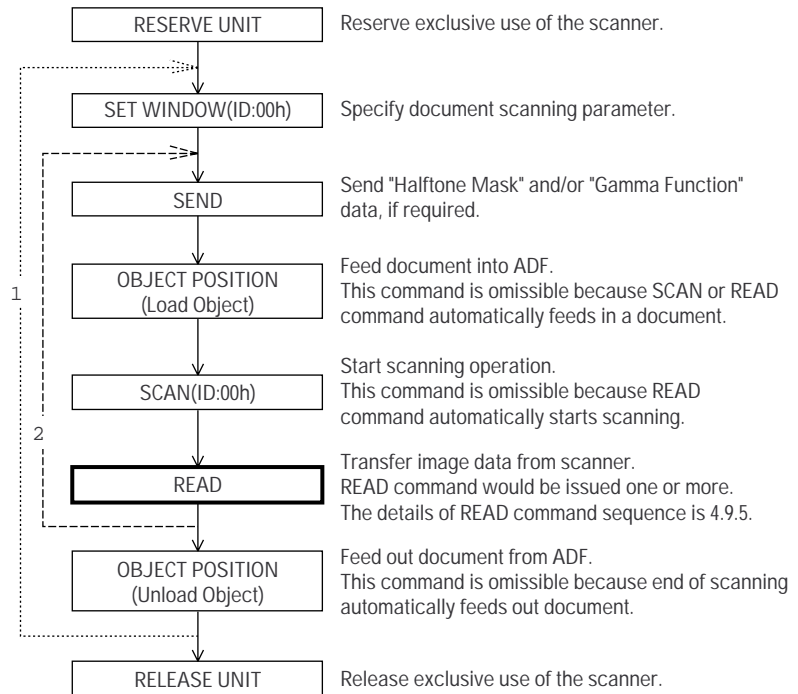 RESERVE UNIT
Reserve exclusive use of the scanner.
SET WINDOW(ID:00h)
Specify document scanning parameter.
SEND
Send "Halftone Mask" and/or "Gamma Function"
data, if required.
OBJECT POSITION
(Load Object)
Feed document into ADF.
This command is omissible because SCAN or READ
command automatically feeds in a document.
1
SCAN(ID:00h)
Start scanning operation.
This command is omissible because READ
command automatically starts scanning.
2
READ
Transfer image data from scanner.
READ command would be issued one or more.
The details of READ command sequence is 4.9.5.
OBJECT POSITION
(Unload Object)
Feed out document from ADF.
This command is omissible because end of scanning
automatically feeds out document.
RELEASE UNIT
Release exclusive use of the scanner.